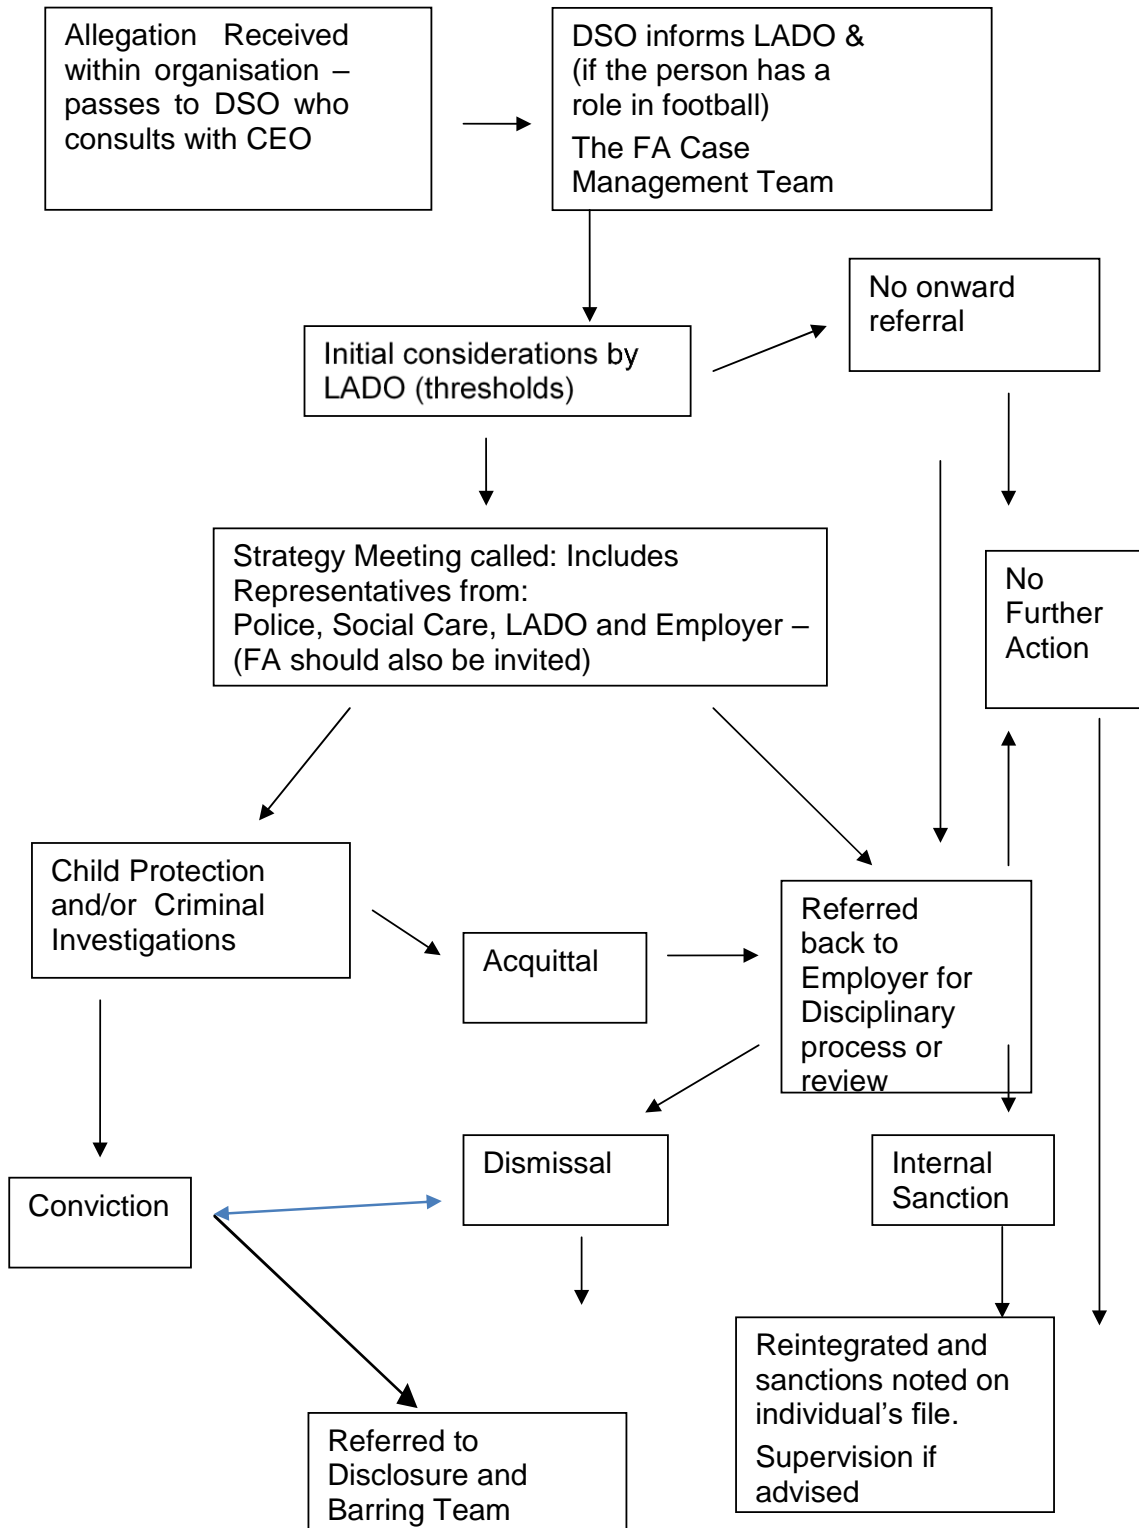 Allegation Received
within organisation –
passes to DSO who
consults with CEO
DSO informs LADO &
(if the person has a
role in football)
The FA Case
Management Team
No onward
referral
Initial considerations by
LADO (thresholds)
Strategy Meeting called: Includes
Representatives from:
Police, Social Care, LADO and Employer –
(FA should also be invited)
No
Further
Action
Child Protection
and/or Criminal
Investigations
Acquittal
Referred
back to
Employer for
Disciplinary
process or
review
Conviction
Dismissal
Internal
Sanction
Reintegrated and
sanctions noted on
individual’s file.
Supervision if
advised
Referred to
Disclosure and
Barring Team